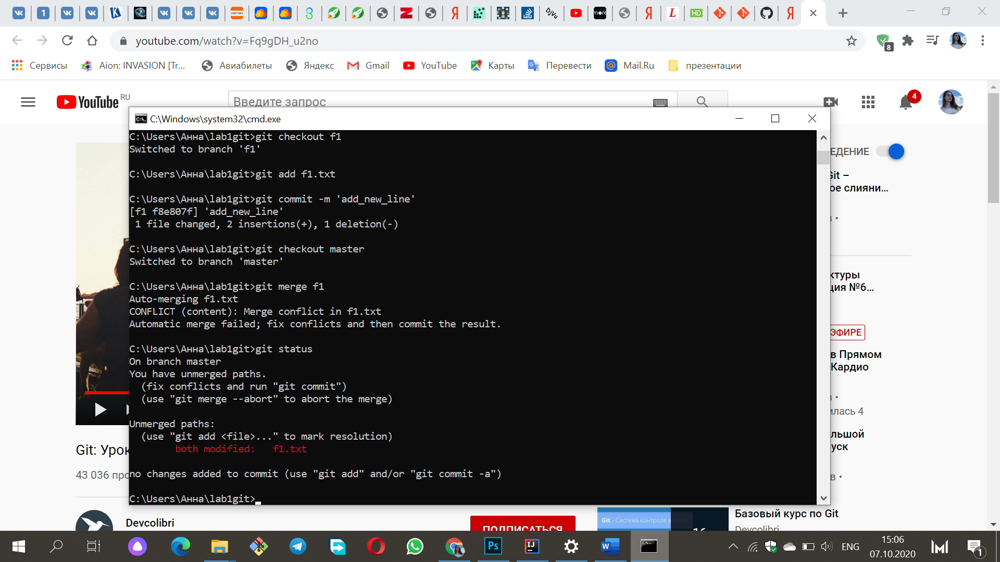 youtube.com/watch?v=Fq9gDH_u2no
8
Сервисы
Aion: INVASION [Tr...
Авиабилеты
Яндекс
Gmail
YouTube
Карты
Перевести
Mail.Ru
презентации
YouTube RU
Введите запрос
4
C:\Windows\system32\cmd.exe
C:\Users\Анна\lab1git>git checkout f1
Switched to branch 'f1'
C:\Users\Анна\lab1git>git add f1.txt
C:\Users\Анна\lab1git>git commit -m 'add_new_line'
[f1 f8e807f] 'add_new_line'
1 file changed, 2 insertions(+), 1 deletion(-)
C:\Users\Анна\lab1git>git checkout master
Switched to branch 'master'
C:\Users\Анна\lab1git>git merge f1
Auto-merging f1.txt
CONFLICT (content): Merge conflict in f1.txt
Automatic merge failed; fix conflicts and then commit the result.
C:\Users\Анна\lab1git>git status
On branch master
You have unmerged paths.
(fix conflicts and run "git commit")
(use "git merge --abort" to abort the merge)
Unmerged paths:
(use "git add <file>..." to mark resolution)
both modified:   f1.txt
no changes added to commit (use "git add" and/or "git commit -a")
C:\Users\Анна\lab1git>
ЕДЕНИЕ
Git –
ое слияни...
ктуры
ция №6...
ЭФИРЕ
в Прямом
Кардио
илась 4
льшой
уск
Git: Урок
43 036 про
Devcolibri
ПОДПИСАТЬСЯ
Git - Система контроля версий
Базовый курс по Git
Devcolibri
ENG
15:06
07.10.2020
1